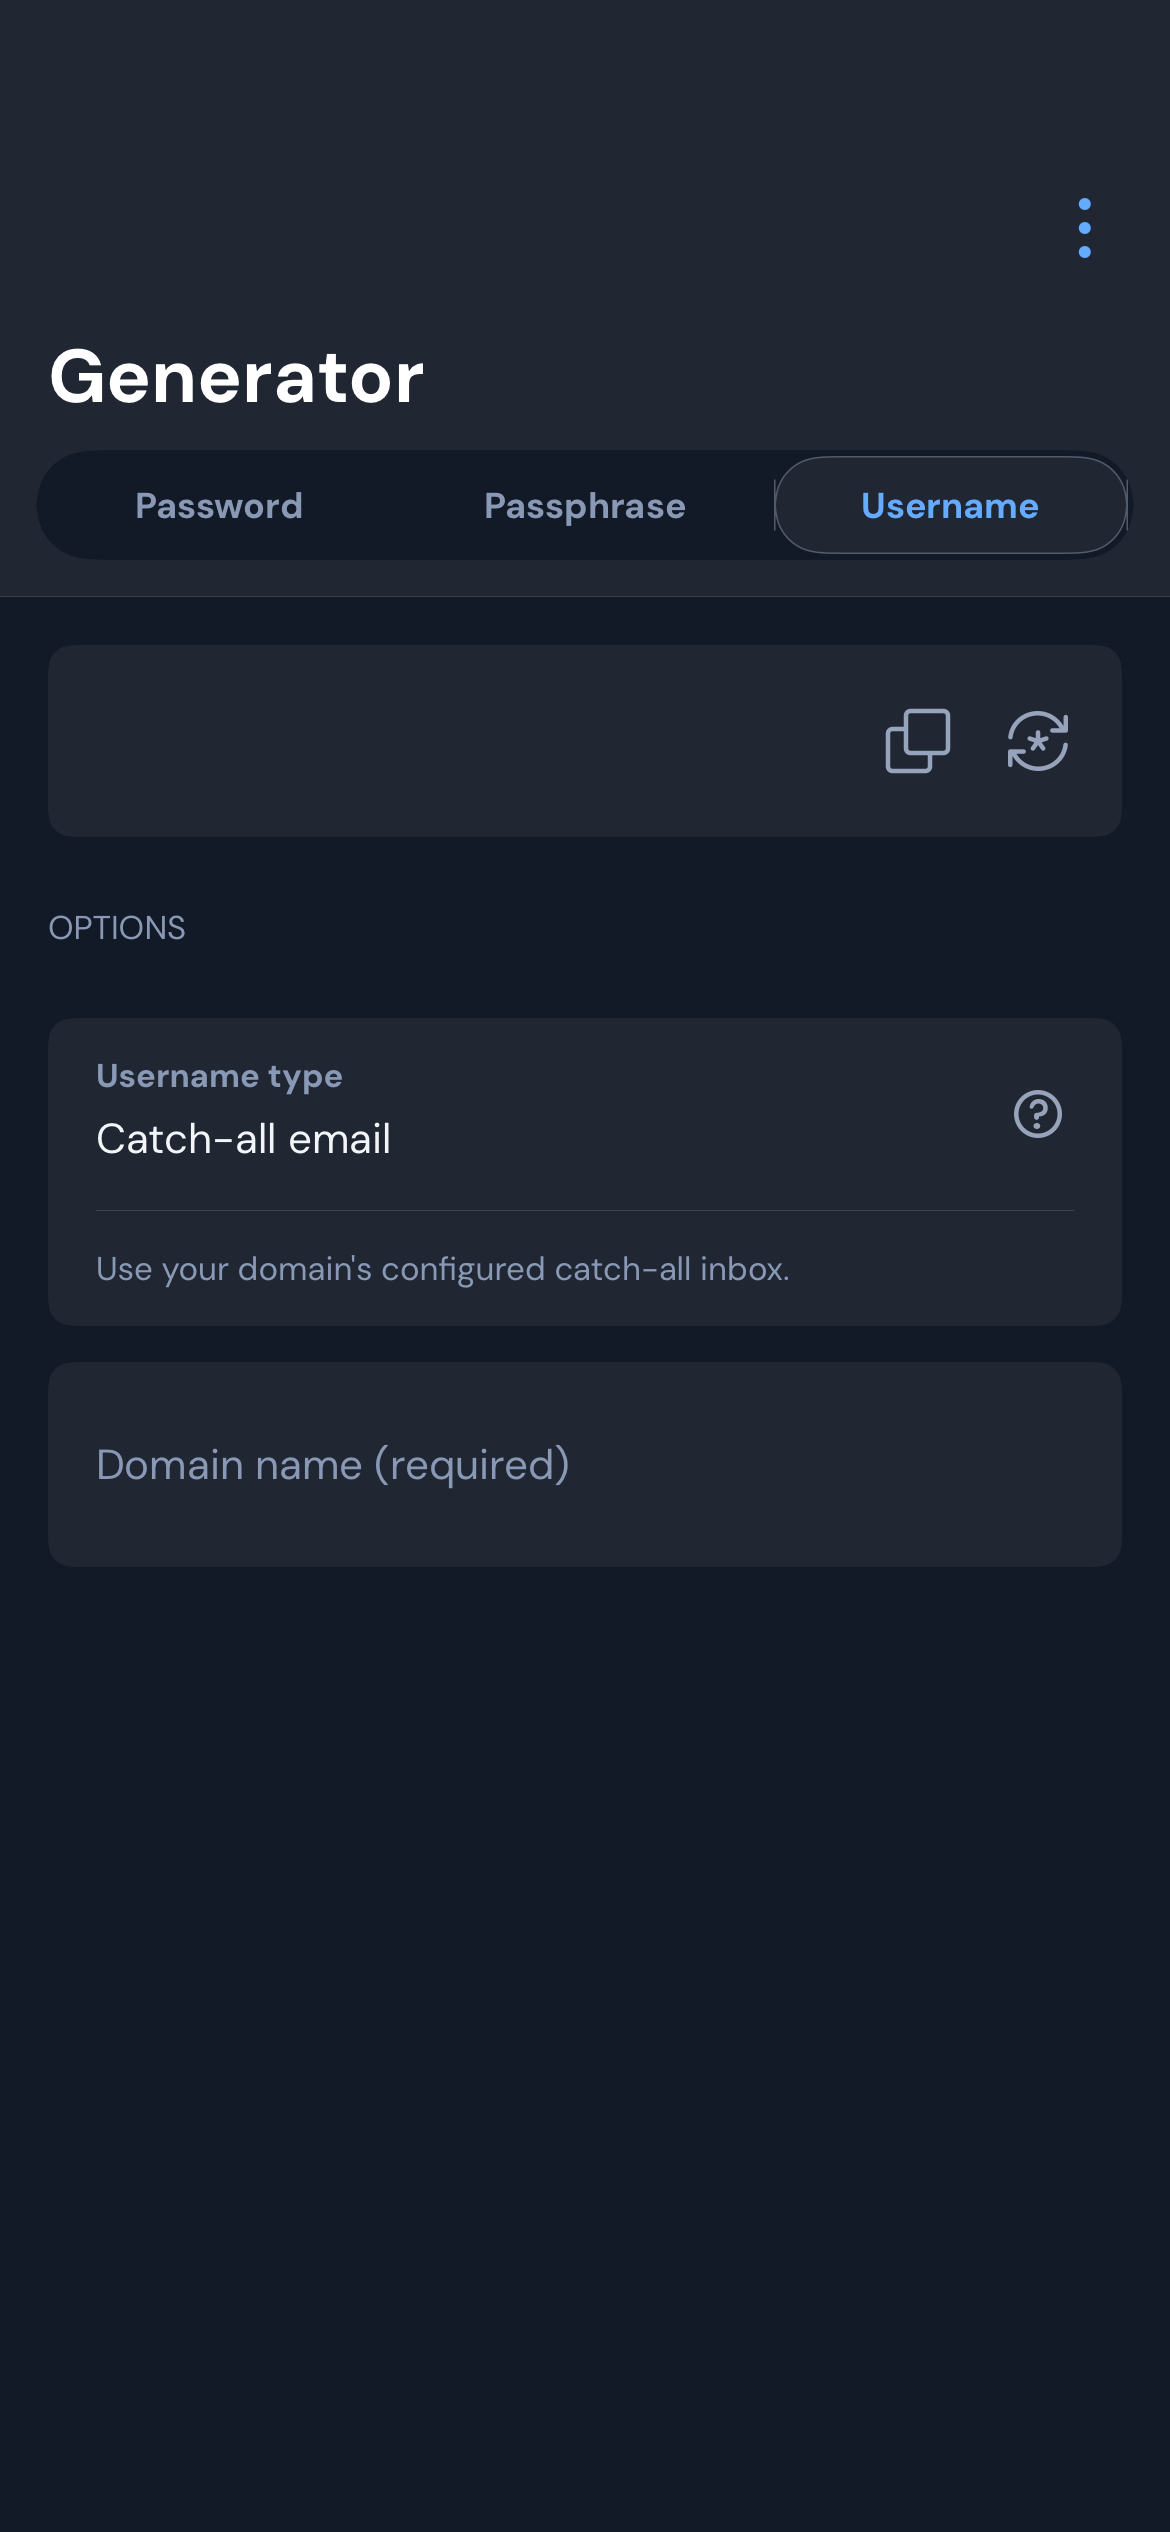 Generator
Password Passphrase Username
OPTIONS
Username type
Catch-all email
Use your domain's configured catch-all inbox.
Domain name (required)